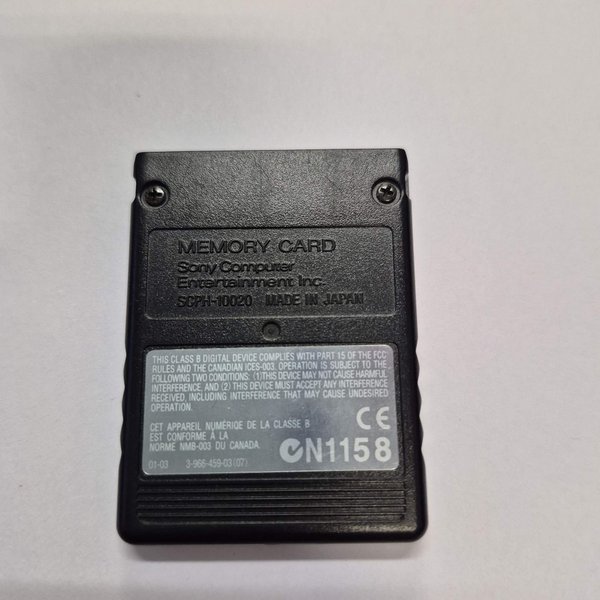 MEMORY CARD
Sony Computer
Entertainment Inc.
SCPH-10020 MADE IN JAPAN
THIS CLASS B DIGITAL DEVICE COMPLIES WITH PART 15 OF THE FCC
RULES AND THE CANADIAN ICES-003. OPERATION IS SUBJECT TO THE
FOLLOWING TWO CONDITIONS: (1)THIS DEVICE MAY NOT CAUSE HARMFUL
INTERFERENCE, AND (2) THIS DEVICE MUST ACCEPT ANY INTERFERENCE
RECEIVED, INCLUDING INTERFERENCE THAT MAY CAUSE UNDESIRED
OPERATION.
CET APPAREIL NUMÉRIQE DE LA CLASSE B
EST CONFORME À LA
NORME NMB-003 DU CANADA.
CE
N1158
01-03 3-966-459-03(07)